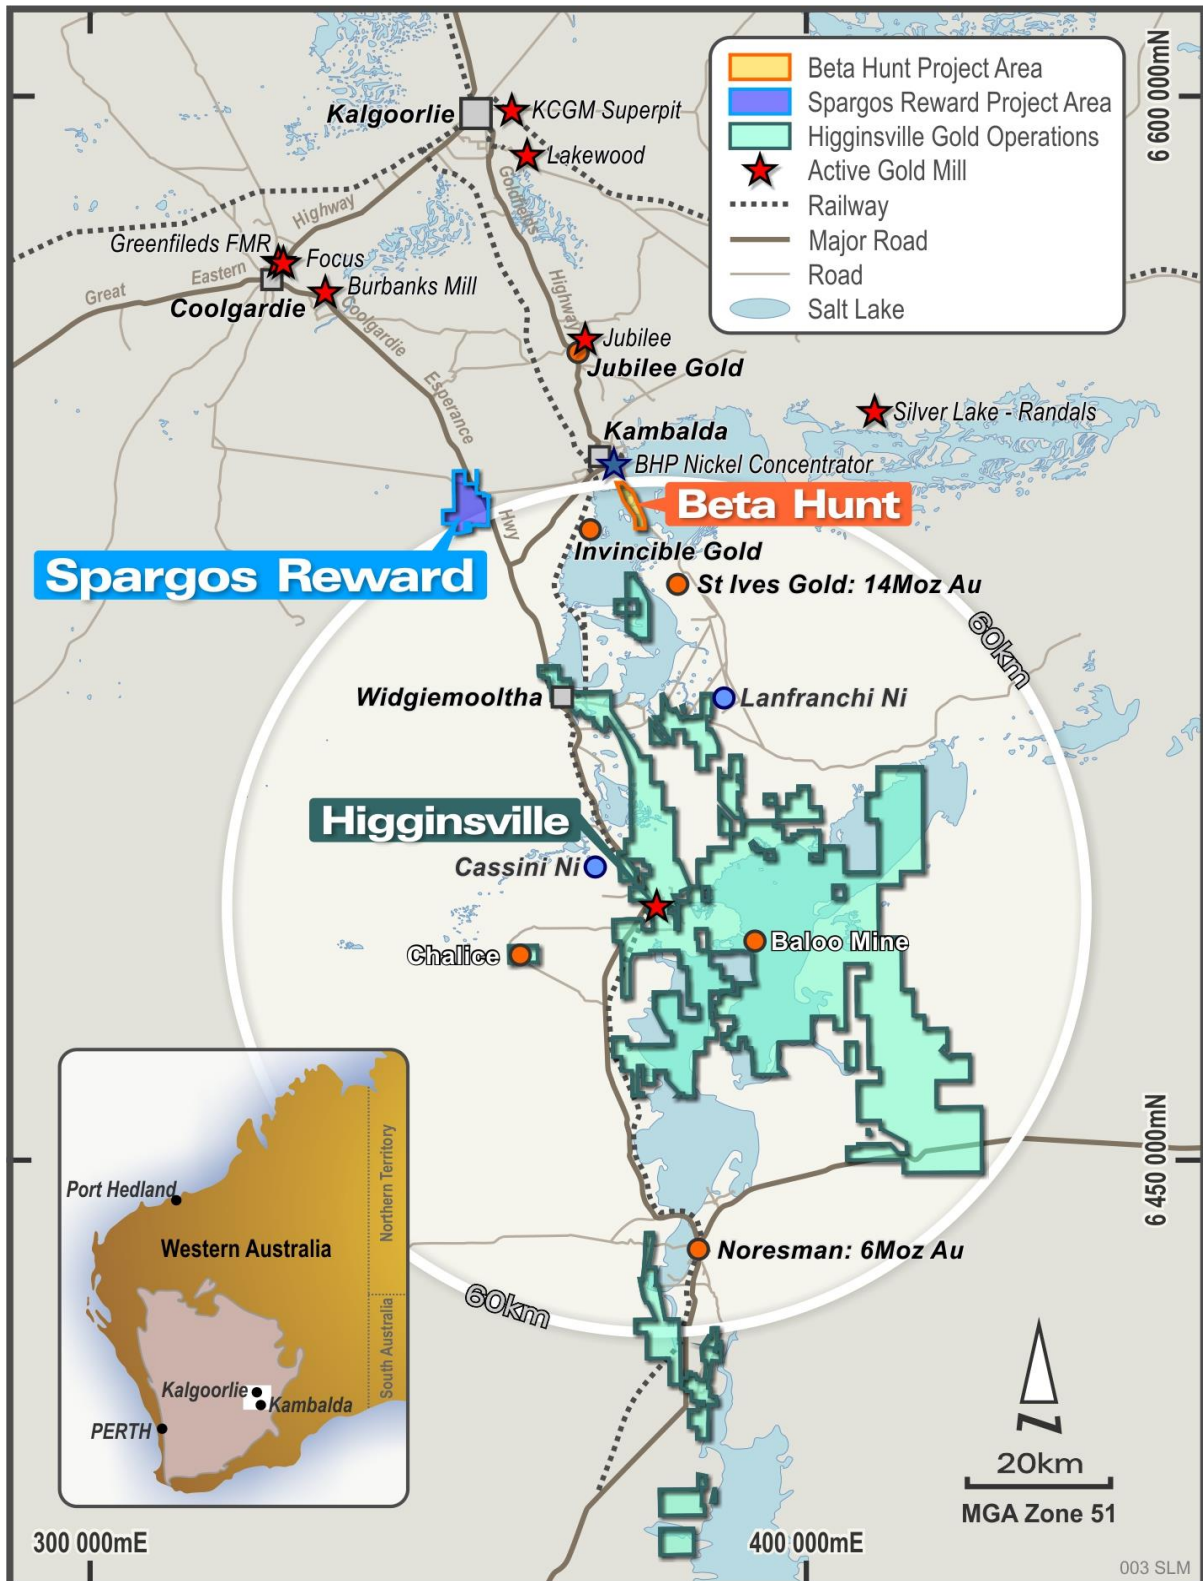 6 600 000mN
Beta Hunt Project Area
Spargos Reward Project Area
Higginsville Gold Operations
Active Gold Mill
Railway
Major Road
Road
Salt Lake
Kalgoorlie
KCGM Superpit
Lakewood
Goldfields
Highway
Highway
Greenfileds FMR
Focus
Great
Eastern
Burbanks Mill
Coolgardie
Coolgardie
Esperance
Hwy
Jubilee
Jubilee Gold
Silver Lake - Randals
Kambalda
BHP Nickel Concentrator
Beta Hunt
Invincible Gold
Spargos Reward
St Ives Gold: 14Moz Au
60km
Widgiemooltha
Lanfranchi Ni
Higginsville
Cassini Ni
Chalice
Baloo Mine
6 450 000mN
Noresman: 6Moz Au
60km
Port Hedland
Western Australia
Northern Territory
South Australia
Kalgoorlie
Kambalda
PERTH
N
20km
MGA Zone 51
300 000mE
400 000mE
003 SLM